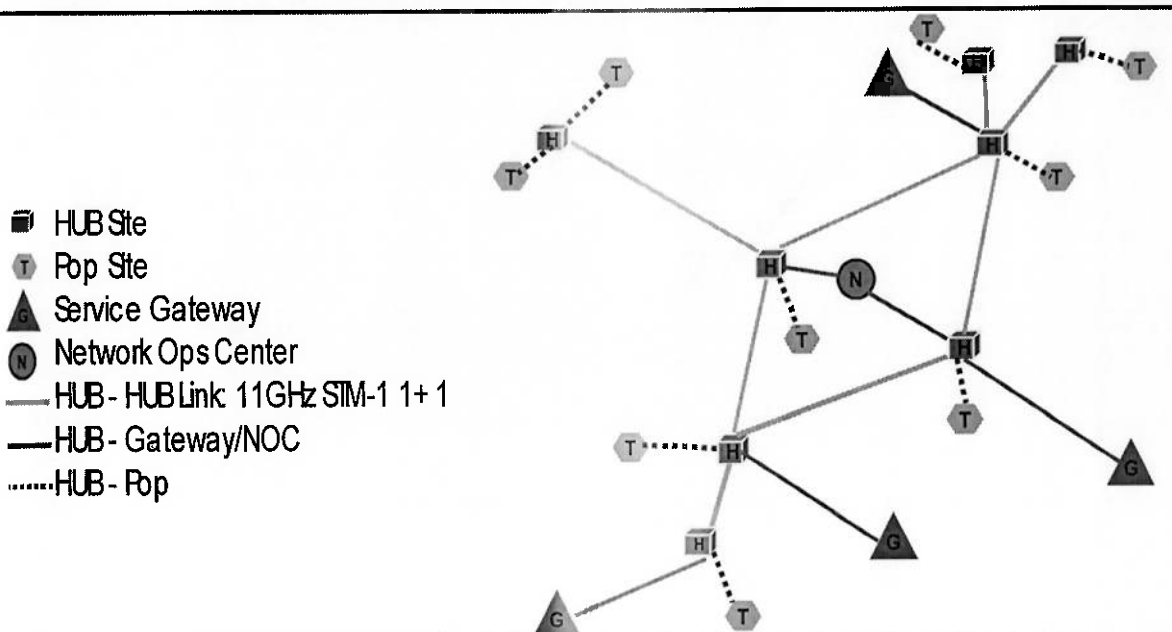 T
H
T
G
T
H
T
H
T
H
T
HUB Site
T Pop Site
G Service Gateway
N Network Ops Center
HUB - HUB Link: 11GHz STM-1 1+1
HUB - Gateway/NOC
HUB - Pop
H
N
T
H
T
T
H
G
H
G
T
G